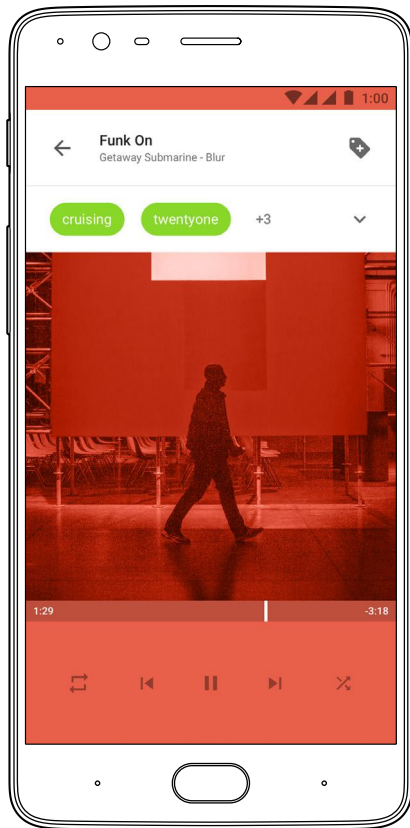 1:00
Funk On
Getaway Submarine - Blur
cruising twentyone +3
1:29 -3:18